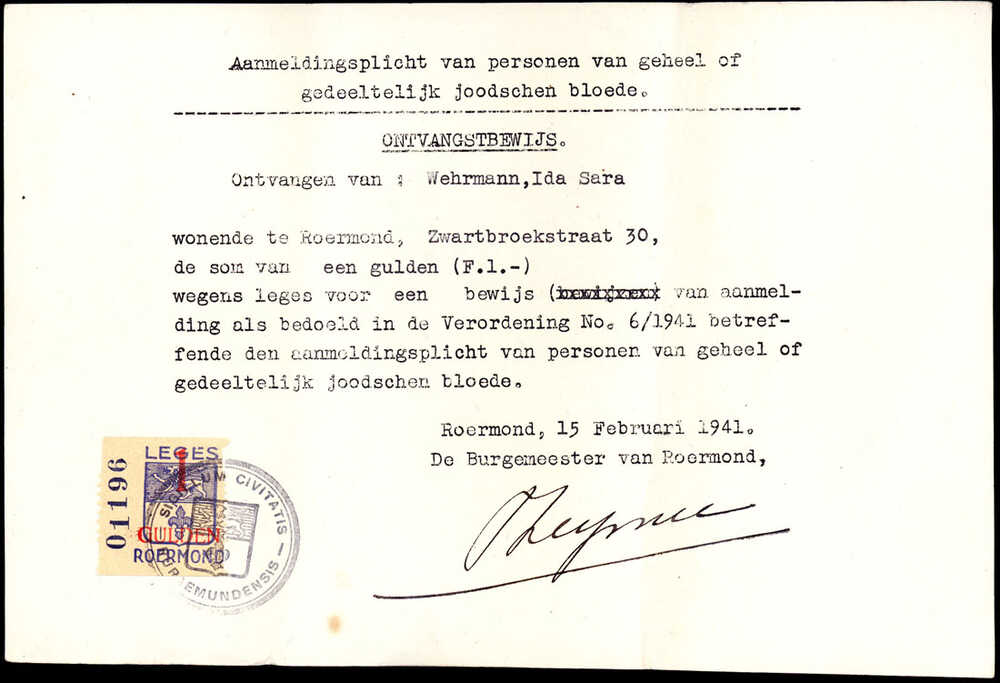 Aanmeldingsplicht van personen van geheel of
gedeeltelijk joodschen bloede.
ONTVANGSTBEWIJS.
Ontvangen van : Wehrmann,Ida Sara
wonende te Roermond, Zwartbroekstraat 30,
de som van een gulden (F.1.-)
wegens leges voor een bewijs (bewijzen) van aanmel-
ding als bedoeld in de Verordening No. 6/1941 betref-
fende den aanmeldingsplicht van personen van geheel of
gedeeltelijk joodschen bloede.
Roermond, 15 Februari 1941.
De Burgemeester van Roermond,
01196
LEGES
1
GULDEN
ROERMOND
SIGILLUM CIVITATIS
RUREMUNDENSIS